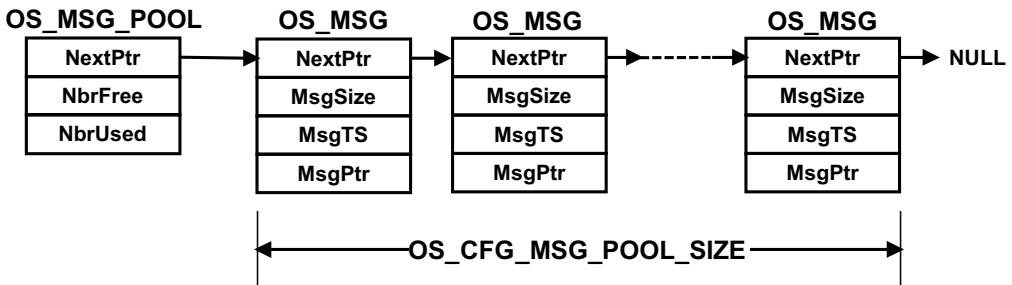 OS_MSG_POOL OS_MSG OS_MSG OS_MSG
NextPtr NextPtr NextPtr NextPtr NULL
NbrFree MsgSize MsgSize MsgSize
NbrUsed MsgTS MsgTS MsgTS
MsgPtr MsgPtr MsgPtr
OS_CFG_MSG_POOL_SIZE